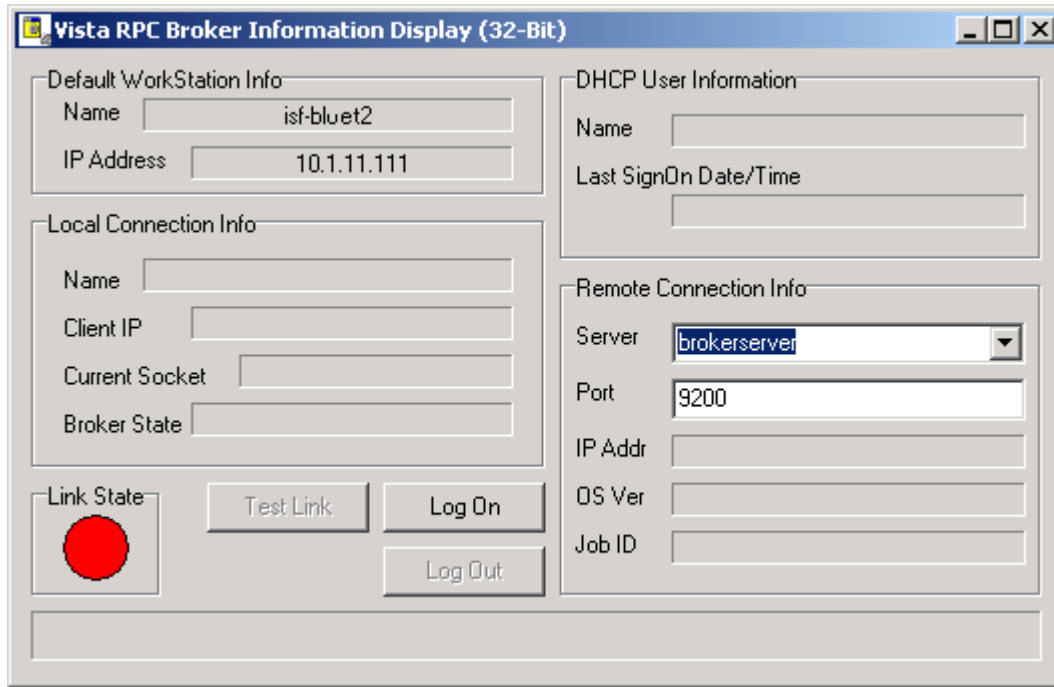 Vista RPC Broker Information Display (32-Bit)
Default WorkStation Info
Name isf-bluet2
IP Address 10.1.11.111
Local Connection Info
Name
Client IP
Current Socket
Broker State
Link State
Test Link
Log On
Log Out
DHCP User Information
Name
Last SignOn Date/Time
Remote Connection Info
Server brokerserver
Port 9200
IP Addr
OS Ver
Job ID